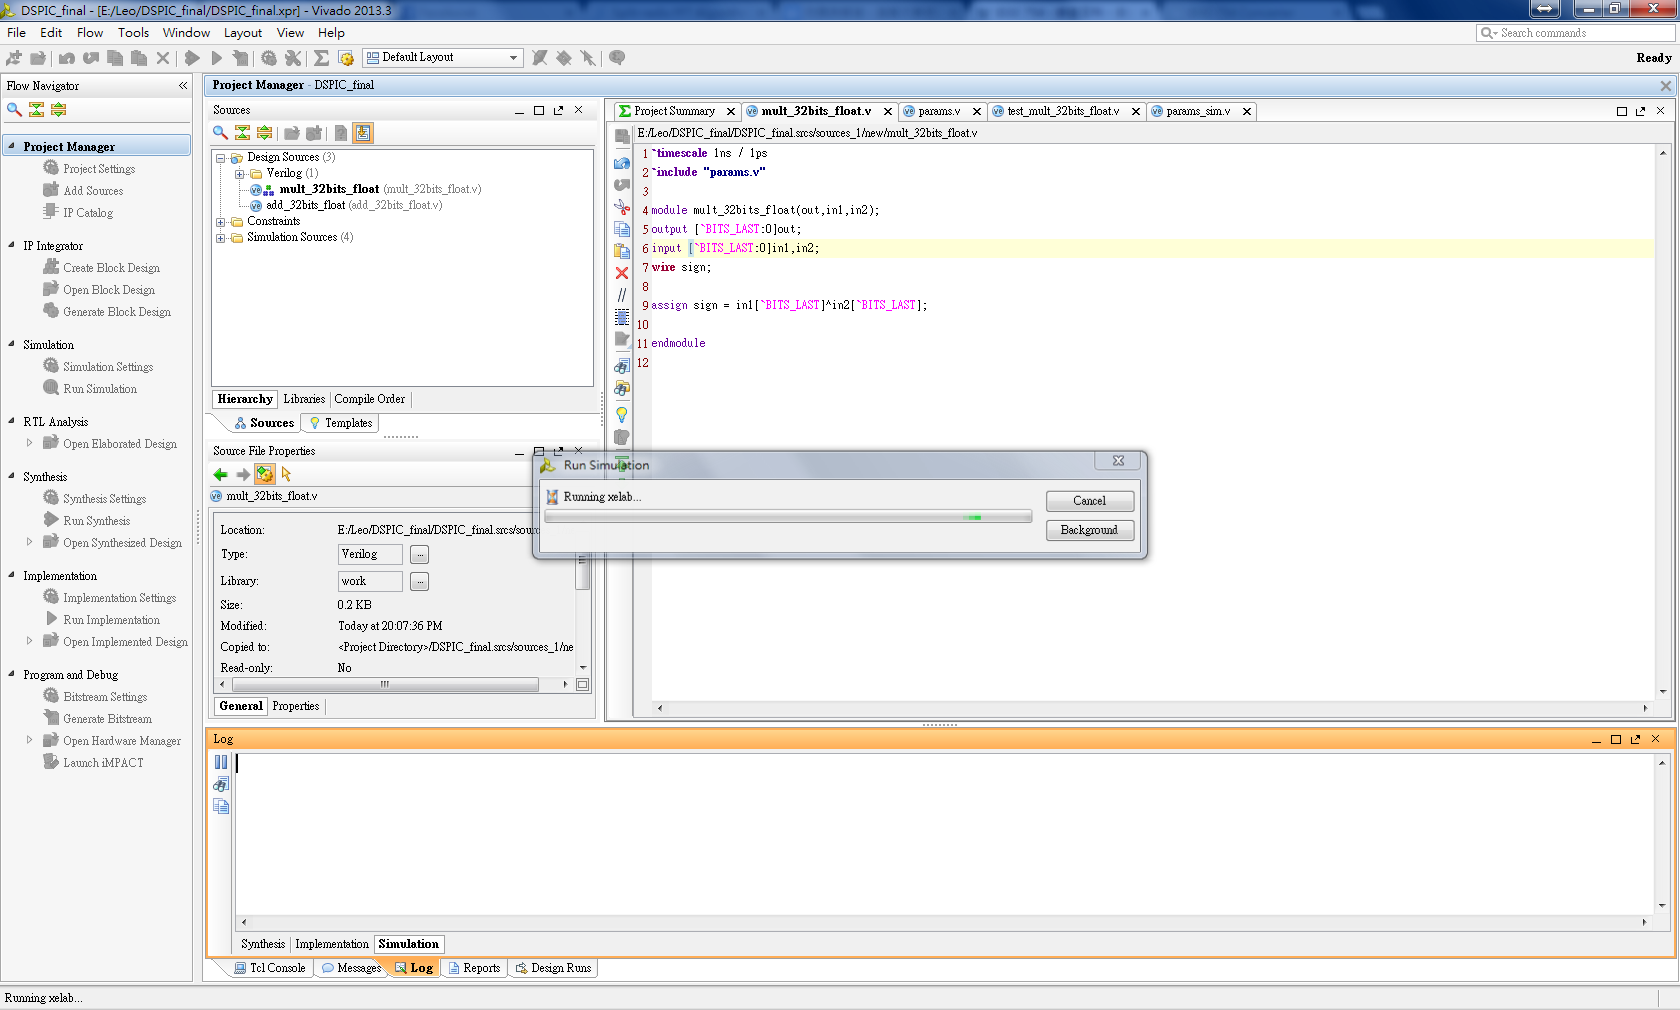 DSPIC_final - [E:/Leo/DSPIC_final/DSPIC_final.xpr] - Vivado 2013.3
File Edit Flow Tools Window Layout View Help
Search commands
Default Layout
Ready
Flow Navigator
Project Manager
Project Settings
Add Sources
IP Catalog
IP Integrator
Create Block Design
Open Block Design
Generate Block Design
Simulation
Simulation Settings
Run Simulation
RTL Analysis
Open Elaborated Design
Synthesis
Synthesis Settings
Run Synthesis
Open Synthesized Design
Implementation
Implementation Settings
Run Implementation
Open Implemented Design
Program and Debug
Bitstream Settings
Generate Bitstream
Open Hardware Manager
Launch iMPACT
Project Manager - DSPIC_final
Sources
Design Sources (3)
Verilog (1)
mult_32bits_float (mult_32bits_float.v)
add_32bits_float (add_32bits_float.v)
Constraints
Simulation Sources (4)
Hierarchy Libraries Compile Order
Sources Templates
Source File Properties
mult_32bits_float.v
Location: E:/Leo/DSPIC_final/DSPIC_final.srcs/sour
Type: Verilog ...
Library: work ...
Size: 0.2 KB
Modified: Today at 20:07:36 PM
Copied to: <Project Directory>/DSPIC_final.srcs/sources_1/ne
Read-only: No
General Properties
Project Summary mult_32bits_float.v params.v test_mult_32bits_float.v params_sim.v
E:/Leo/DSPIC_final/DSPIC_final.srcs/sources_1/new/mult_32bits_float.v
1 `timescale 1ns / 1ps
2 `include "params.v"
3
4 module mult_32bits_float(out,in1,in2);
5 output [`BITS_LAST:0]out;
6 input [`BITS_LAST:0]in1,in2;
7 wire sign;
8
9 assign sign = in1[`BITS_LAST]^in2[`BITS_LAST];
10
11 endmodule
12
Run Simulation
Running xelab...
Cancel
Background
Log
Synthesis Implementation Simulation
Tcl Console Messages Log Reports Design Runs
Running xelab...